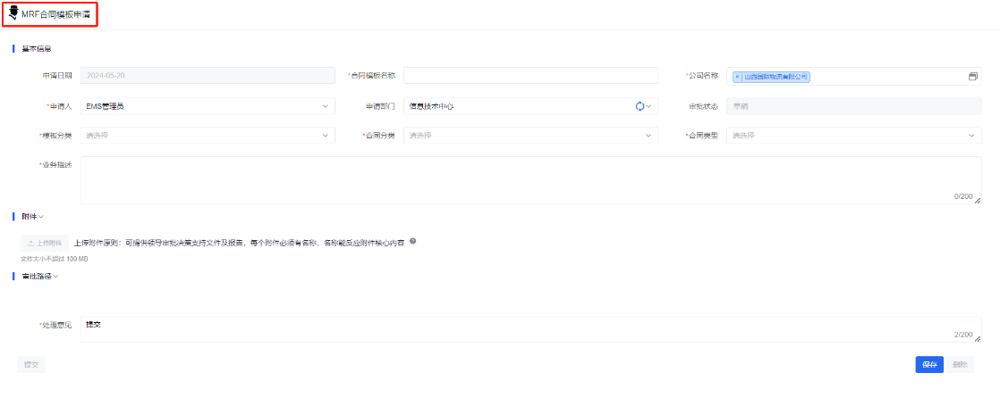 MRF合同模板申请
基本信息
申请日期 2024-05-20 *合同模板名称 *公司名称 × 山西国际物流有限公司
*申请人 EMS管理员 申请部门 信息技术中心 审批状态 草稿
*模板分类 请选择 *合同分类 请选择 *合同类型 请选择
*业务描述
0/200
附件
上传附件 上传附件原则：可提供领导审批决策支持文件及报告，每个附件必须有名称，名称能反应附件核心内容
文件大小不超过 100 MB
审批路径
*处理意见 提交
2/200
提交 保存 删除